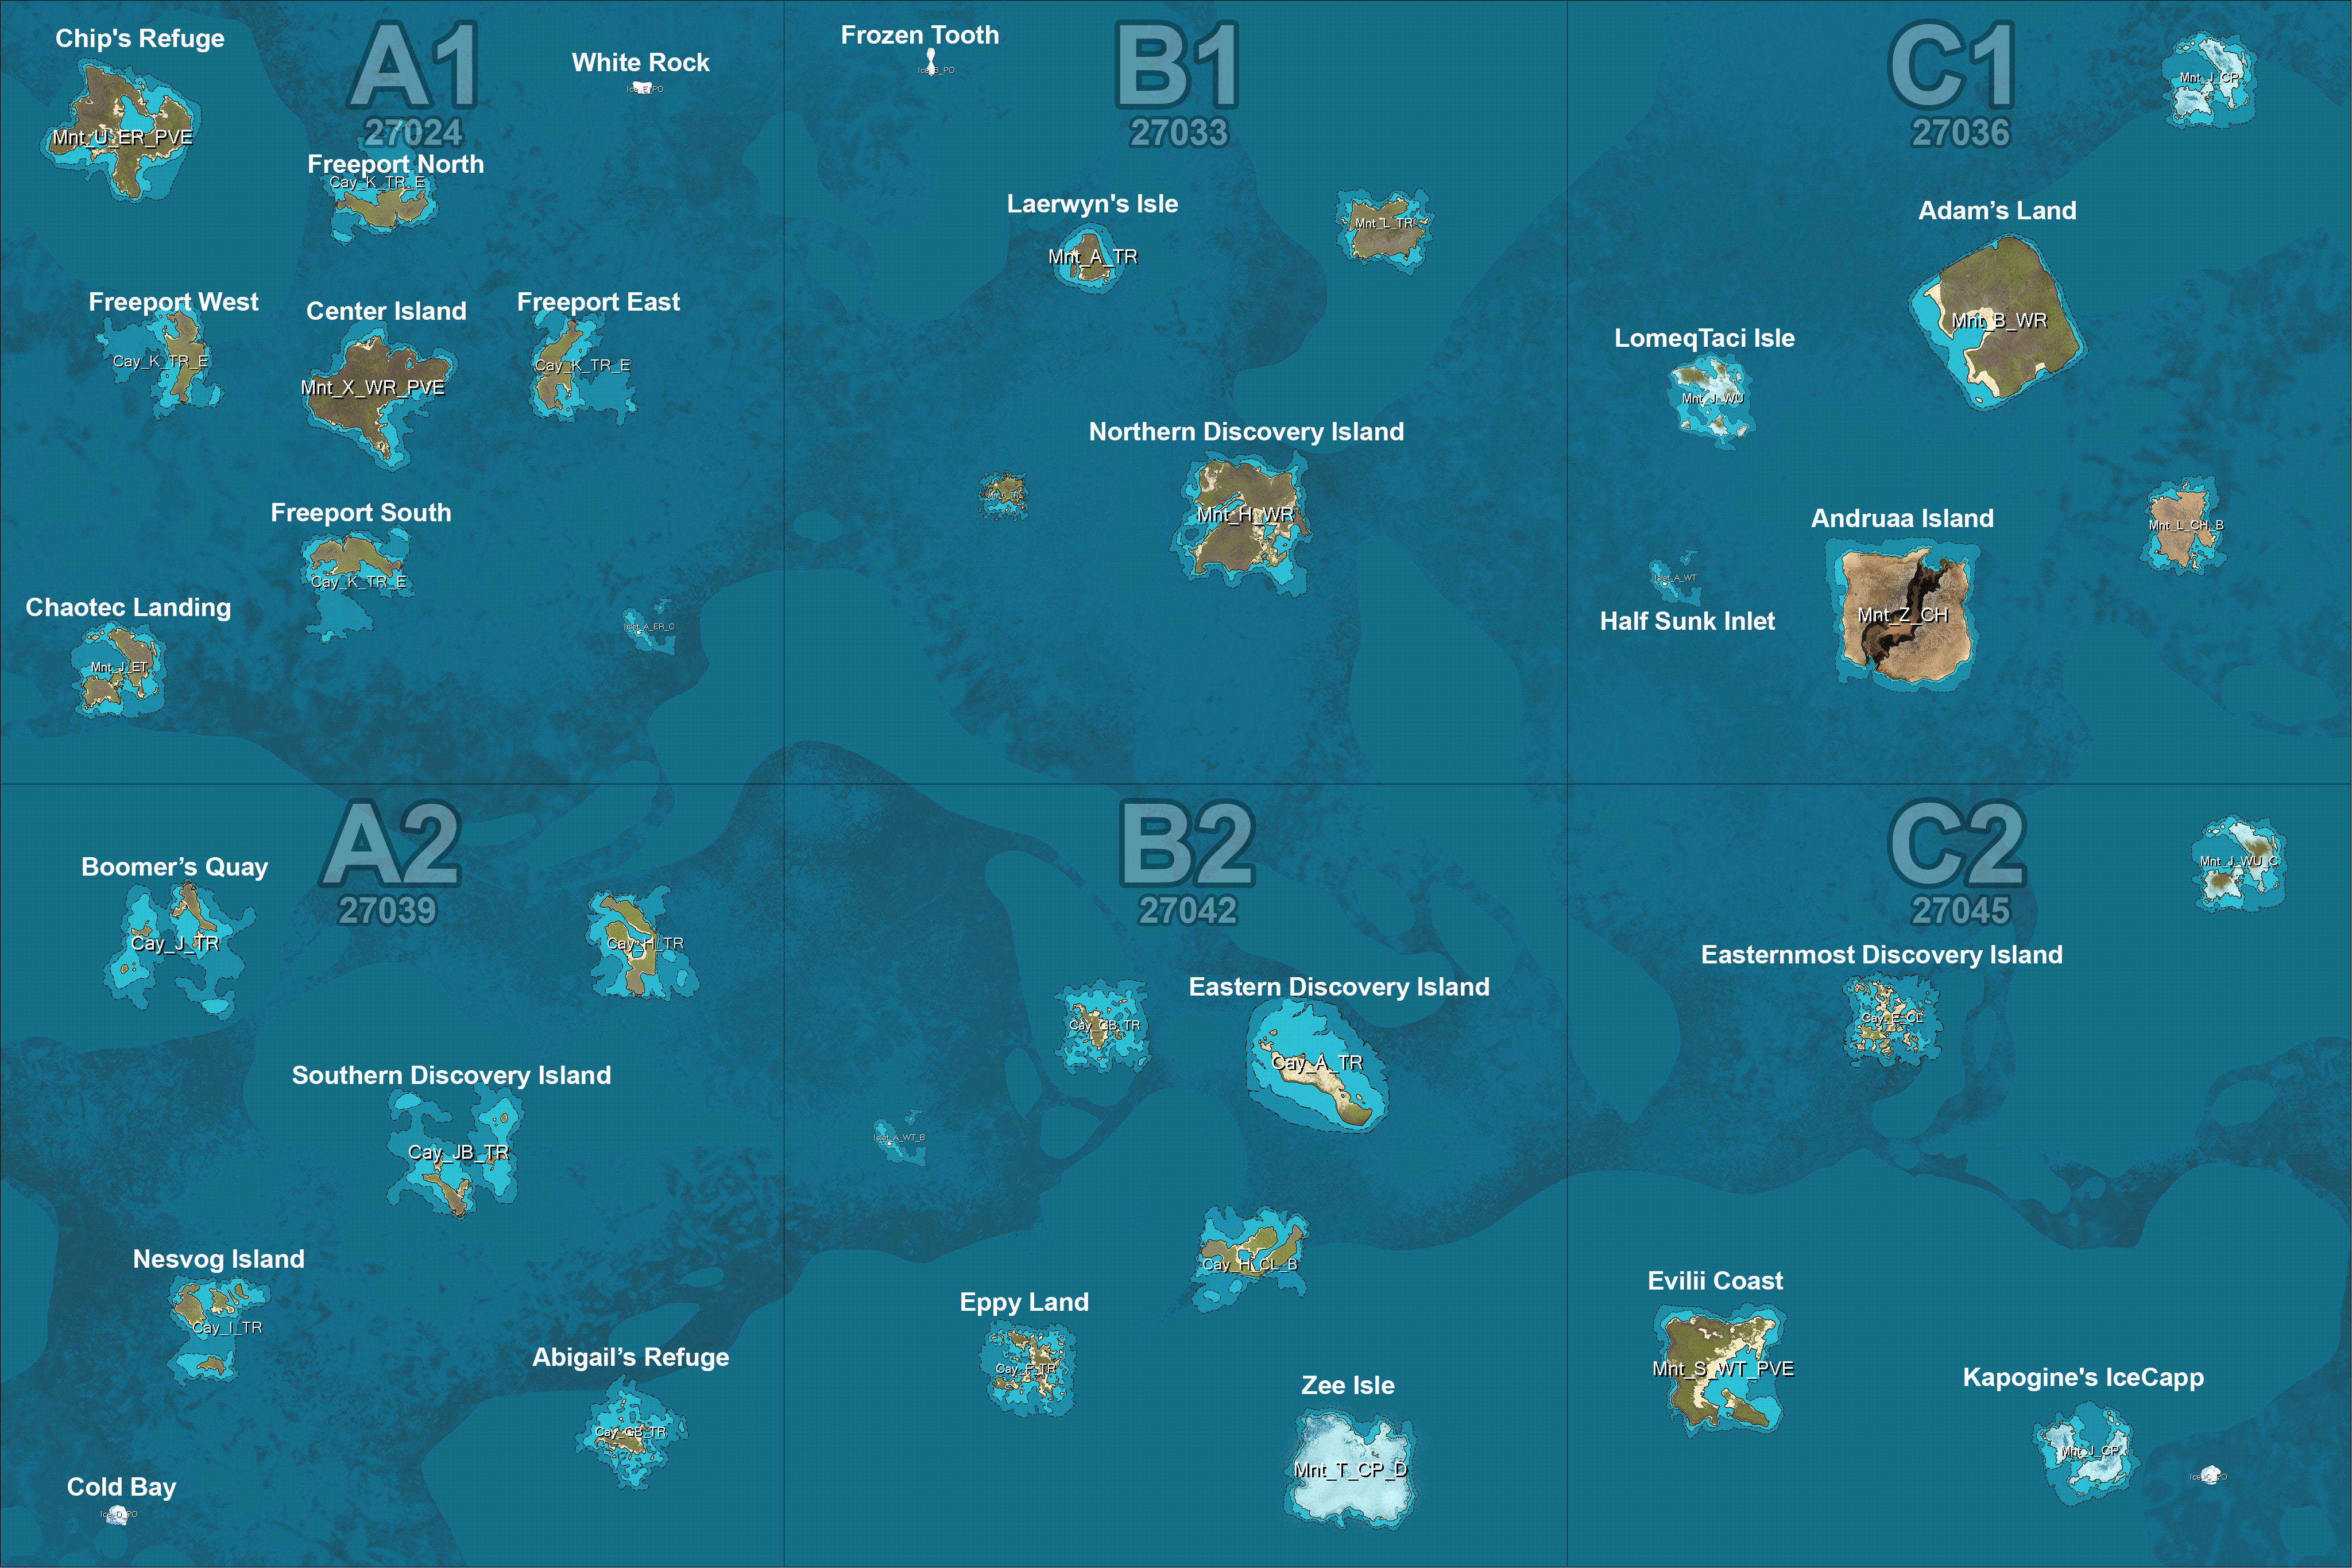 A1
27024
Chip's Refuge
Mnt_U_ER_PVE
White Rock
Ice_E_PO
Freeport North
Cay_K_TR_E
Freeport West
Cay_K_TR_E
Center Island
Mnt_X_WR_PVE
Freeport East
Cay_K_TR_E
Freeport South
Cay_K_TR_E
Chaotec Landing
Mnt_J_ET
Islet_A_ER_C
B1
27033
Frozen Tooth
Ice_B_PO
Laerwyn's Isle
Mnt_A_TR
Mnt_L_TR
Northern Discovery Island
Mnt_H_WR
C1
27036
Mnt_J_CP
Adam’s Land
Mnt_B_WR
LomeqTaci Isle
Mnt_J_WU
Andruaa Island
Mnt_Z_CH
Mnt_L_CH_B
Islet_A_WT
Half Sunk Inlet
A2
27039
Boomer’s Quay
Cay_J_TR
Cay_H_TR
Southern Discovery Island
Cay_JB_TR
Nesvog Island
Cay_I_TR
Abigail’s Refuge
Cay_GB_TR
Cold Bay
Ice_D_PO
B2
27042
Eastern Discovery Island
Cay_A_TR
Cay_GB_TR
Islet_A_WT_B
Cay_H_CL_B
Eppy Land
Cay_F_TR
Zee Isle
Mnt_T_CP_D
C2
27045
Mnt_J_WU_C
Easternmost Discovery Island
Cay_E_CL
Evilii Coast
Mnt_S_WT_PVE
Kapogine's IceCapp
Mnt_J_CP